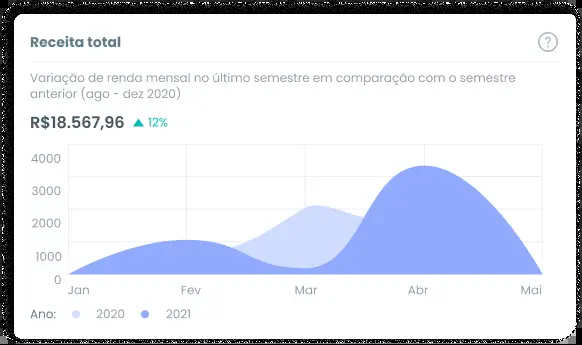 Receita total
?
Variação de renda mensal no último semestre em comparação com o semestre
anterior (ago - dez 2020)
R$18.567,96 ▲ 12%
4000
3000
2000
1000
0
Jan Fev Mar Abr Mai
Ano: 2020 2021